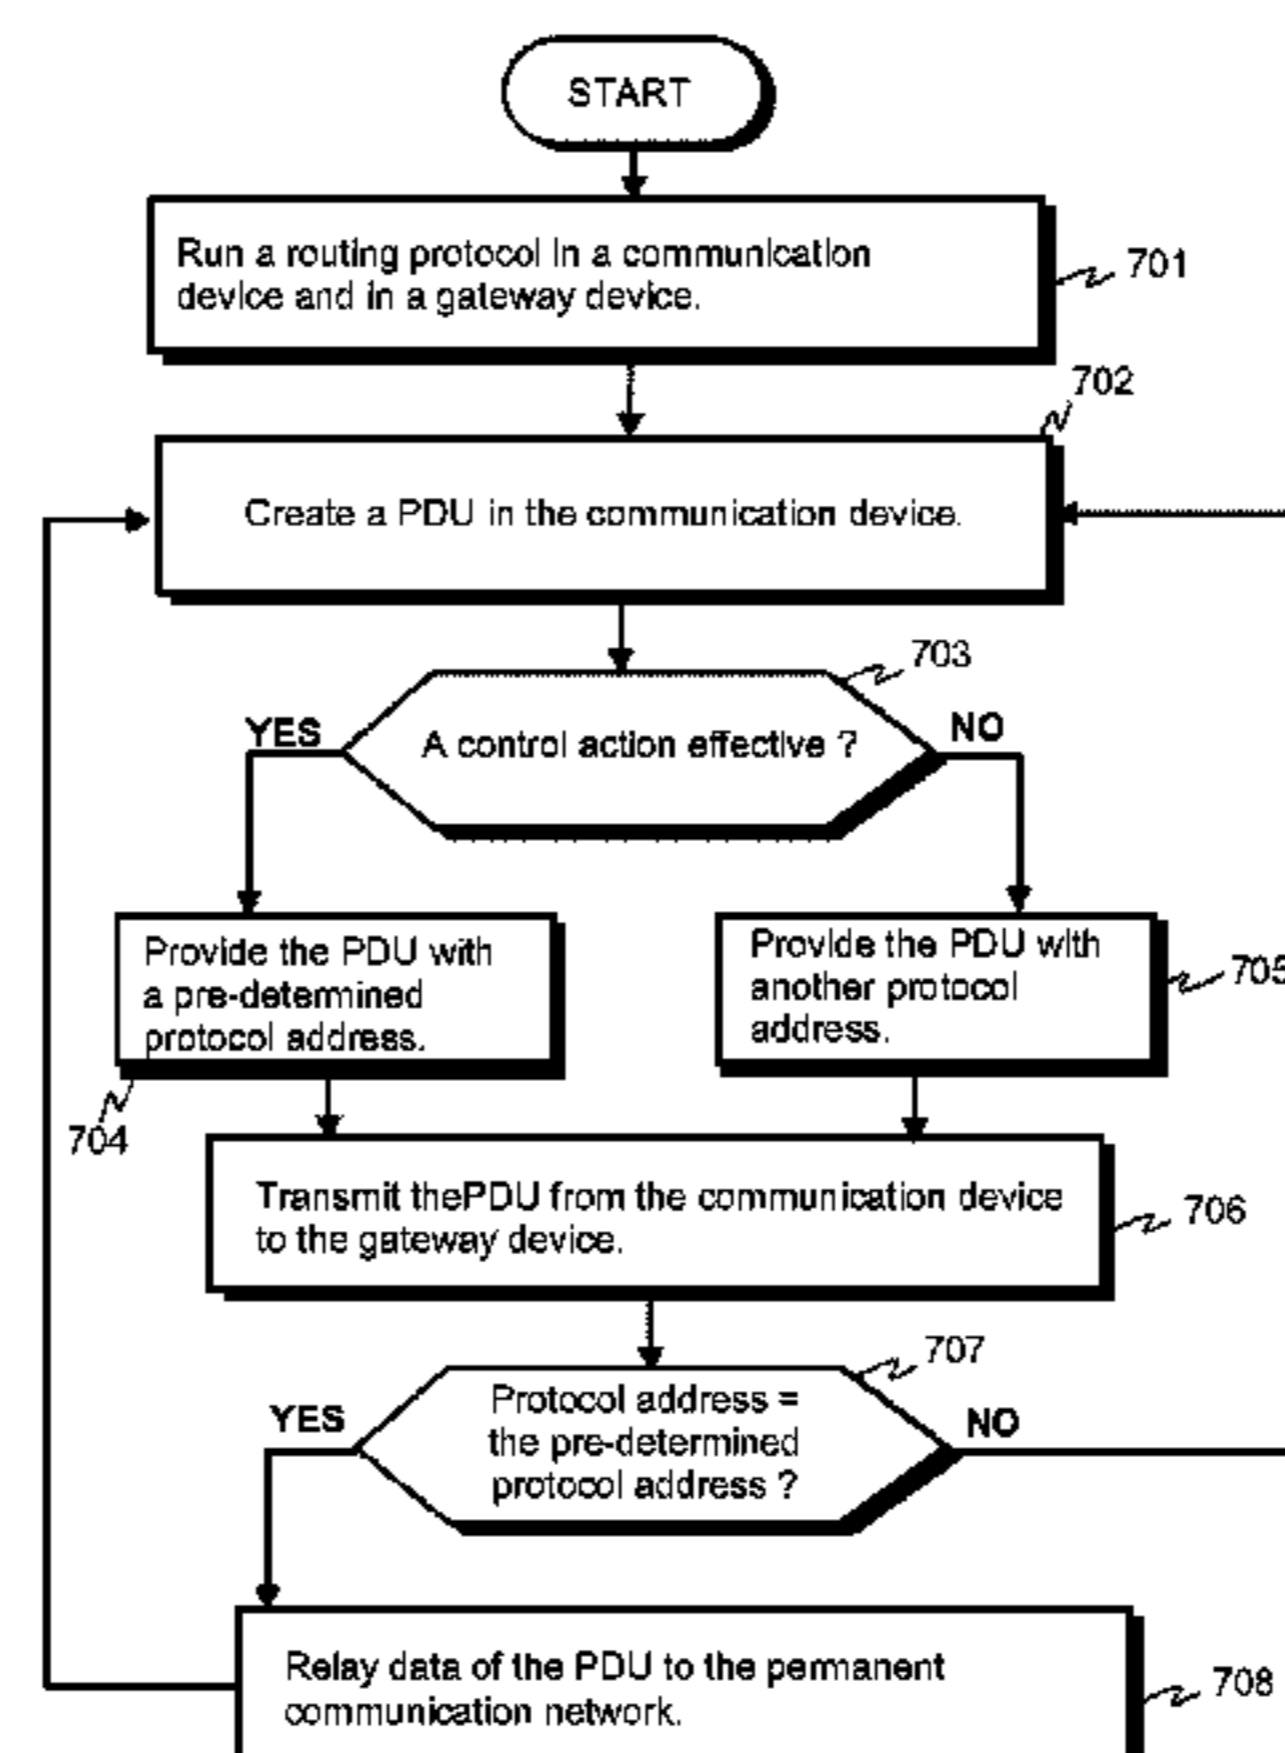 START
Run a routing protocol in a communication
device and in a gateway device.
701
702
Create a PDU in the communication device.
703
YES
A control action effective ?
NO
Provide the PDU with
a pre-determined
protocol address.
704
Provide the PDU with
another protocol
address.
705
Transmit thePDU from the communication device
to the gateway device.
706
707
YES
Protocol address =
the pre-determined
protocol address ?
NO
Relay data of the PDU to the permanent
communication network.
708